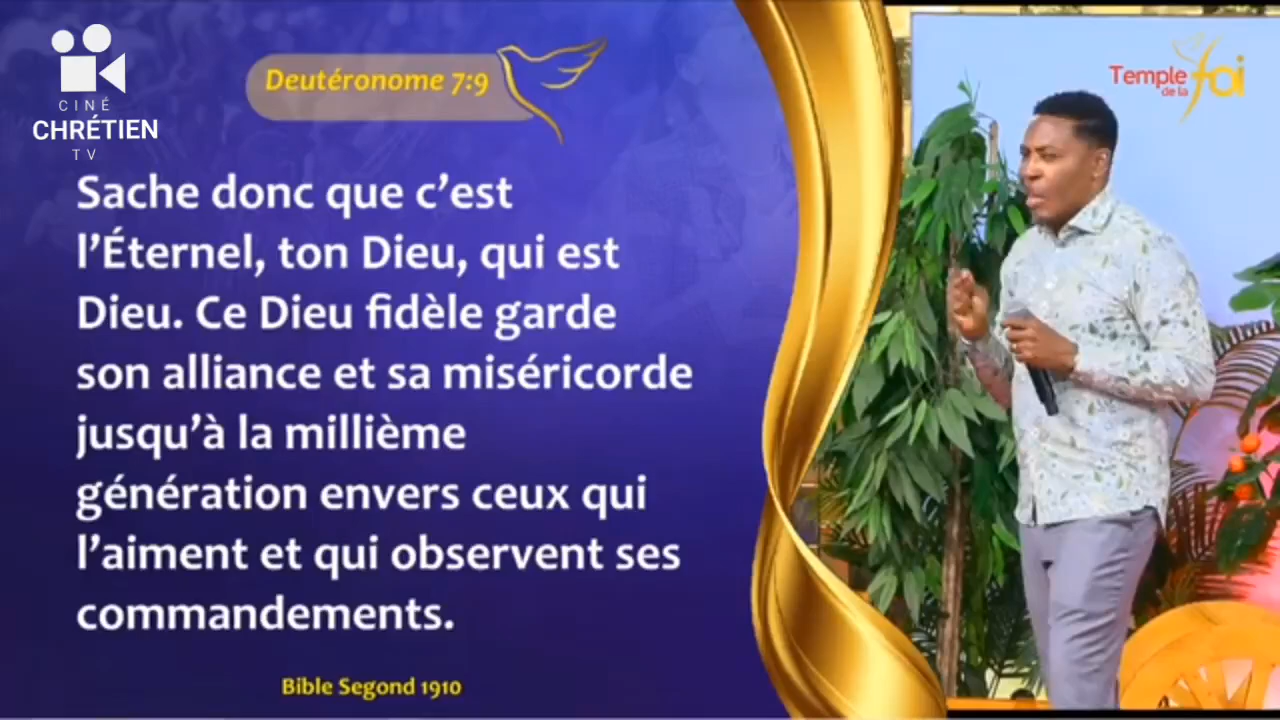 CINÉ
CHRÉTIEN
TV
Deutéronome 7:9
Sache donc que c’est
l’Éternel, ton Dieu, qui est
Dieu. Ce Dieu fidèle garde
son alliance et sa miséricorde
jusqu’à la millième
génération envers ceux qui
l’aiment et qui observent ses
commandements.
Bible Segond 1910
Temple
de la
foi